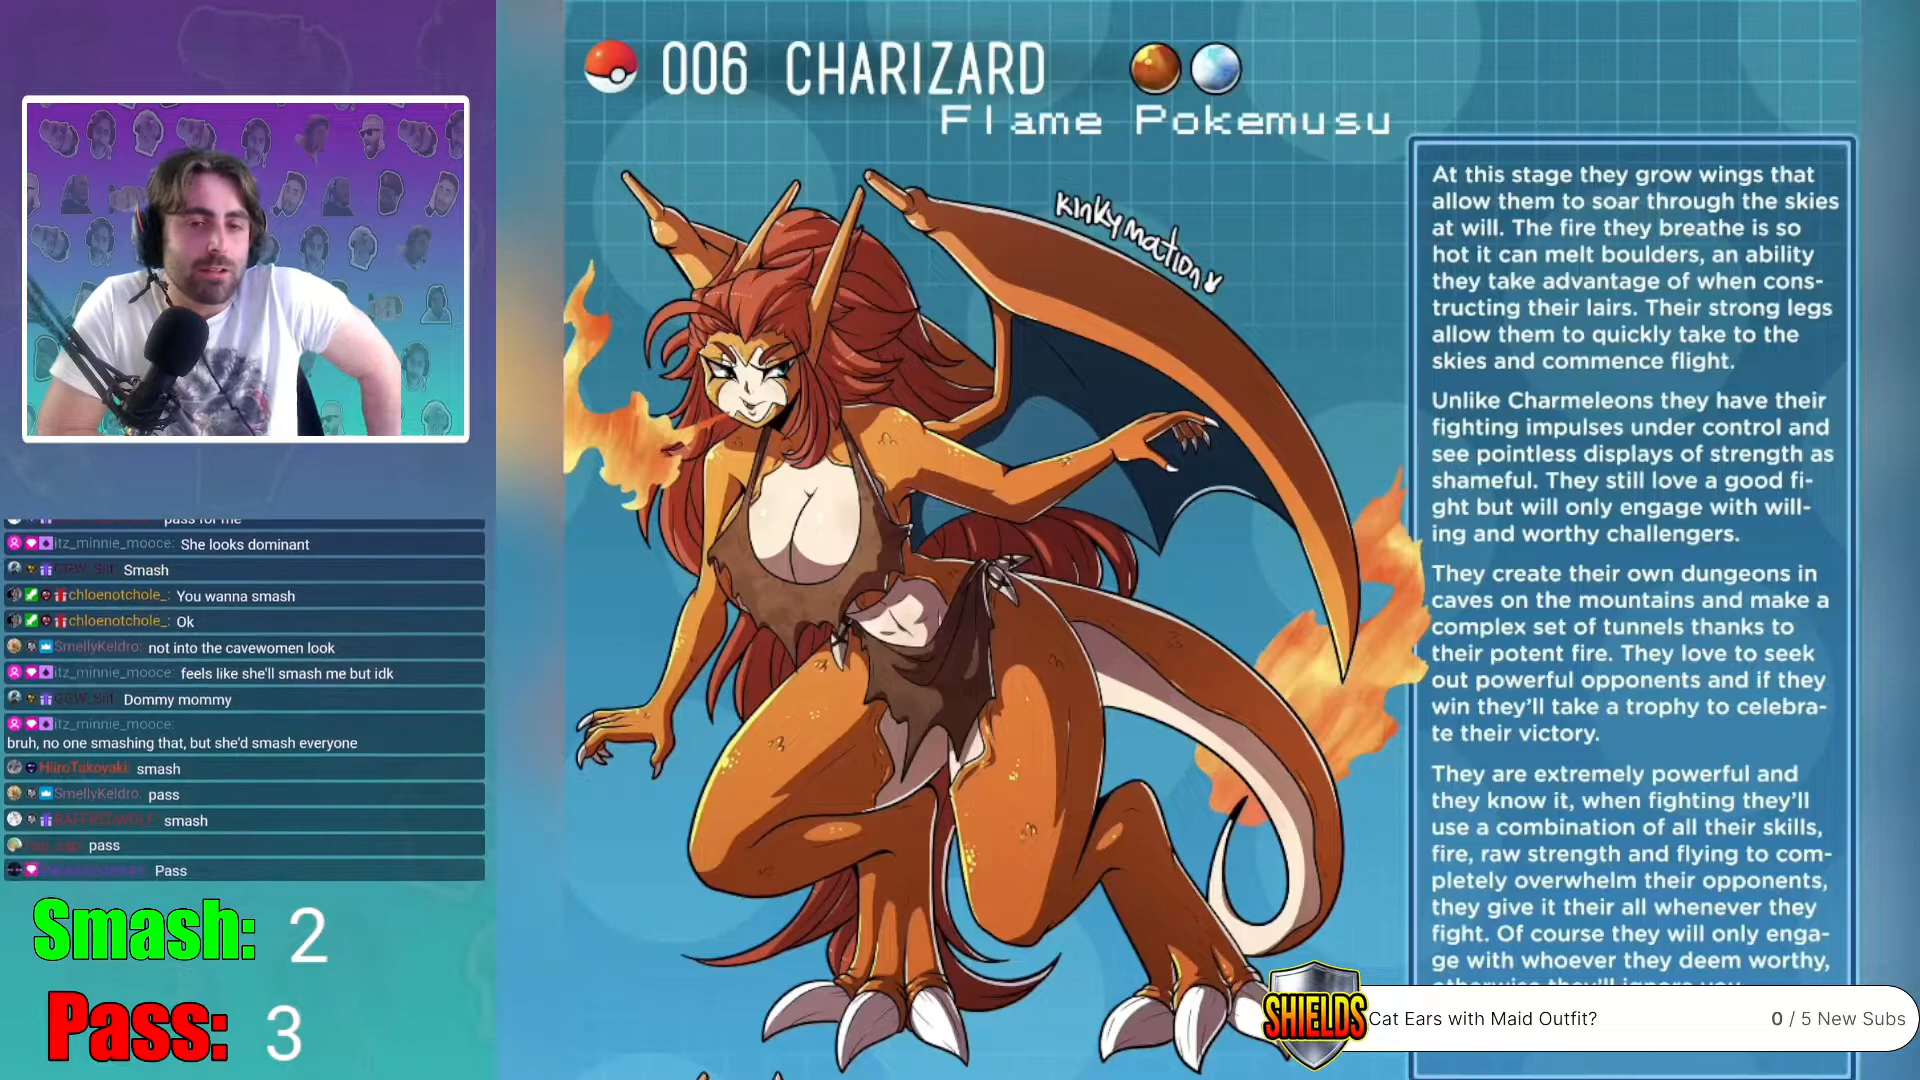 006 CHARIZARD
Flame Pokemusu
Kinkymation
At this stage they grow wings that
allow them to soar through the skies
at will. The fire they breathe is so
hot it can melt boulders, an ability
they take advantage of when cons-
tructing their lairs. Their strong legs
allow them to quickly take to the
skies and commence flight.
Unlike Charmeleons they have their
fighting impulses under control and
see pointless displays of strength as
shameful. They still love a good fi-
ght but will only engage with will-
ing and worthy challengers.
They create their own dungeons in
caves on the mountains and make a
complex set of tunnels thanks to
their potent fire. They love to seek
out powerful opponents and if they
win they'll take a trophy to celebra-
te their victory.
They are extremely powerful and
they know it, when fighting they'll
use a combination of all their skills,
fire, raw strength and flying to com-
pletely overwhelm their opponents,
they give it their all whenever they
fight. Of course they will only enga-
ge with whoever they deem worthy,
otherwise they'll ignore you
pass for me
itz_minnie_mooce: She looks dominant
GGW_Sif: Smash
chloenotchole_: You wanna smash
chloenotchole_: Ok
SmellyKeldro: not into the cavewomen look
itz_minnie_mooce: feels like she'll smash me but idk
GGW_Sif: Dommy mommy
itz_minnie_mooce:
bruh, no one smashing that, but she'd smash everyone
HiiroTakoyaki: smash
SmellyKeldro: pass
RAFFREDWOLF: smash
pass
Pass
Smash: 2
Pass: 3
SHIELDS
Cat Ears with Maid Outfit? 0 / 5 New Subs